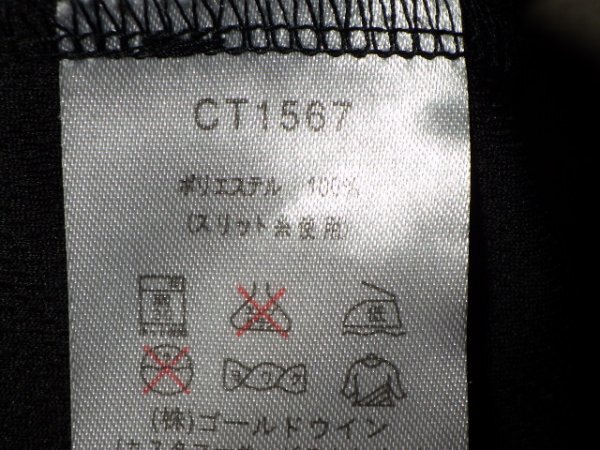 CT1567
ポリエステル 100%
(スリット糸使用)
低
(株)ゴールドウイン